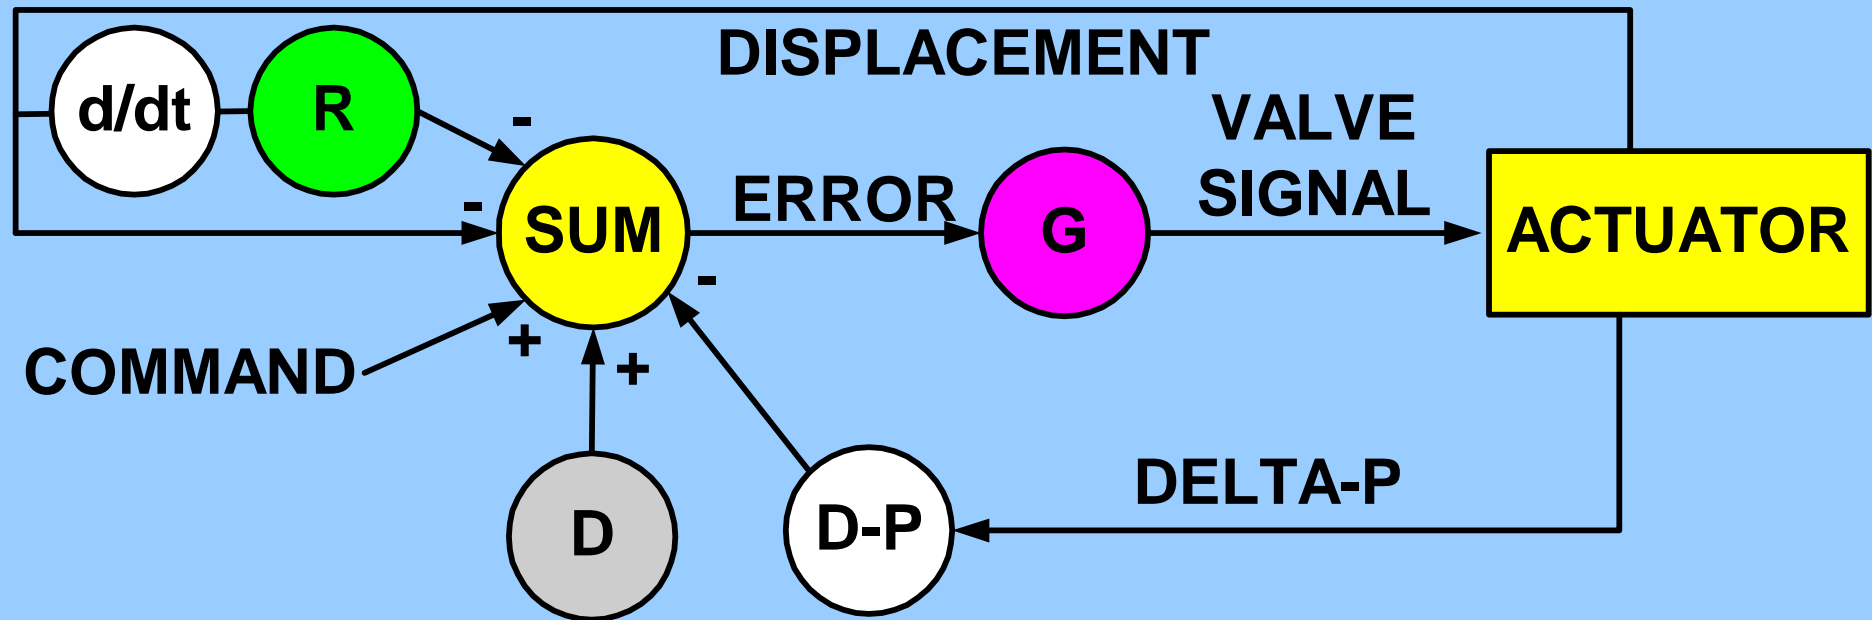 DISPLACEMENT
d/dt
R
-
VALVE
SIGNAL
-
SUM
ERROR
G
ACTUATOR
-
COMMAND
+
+
D
D-P
DELTA-P